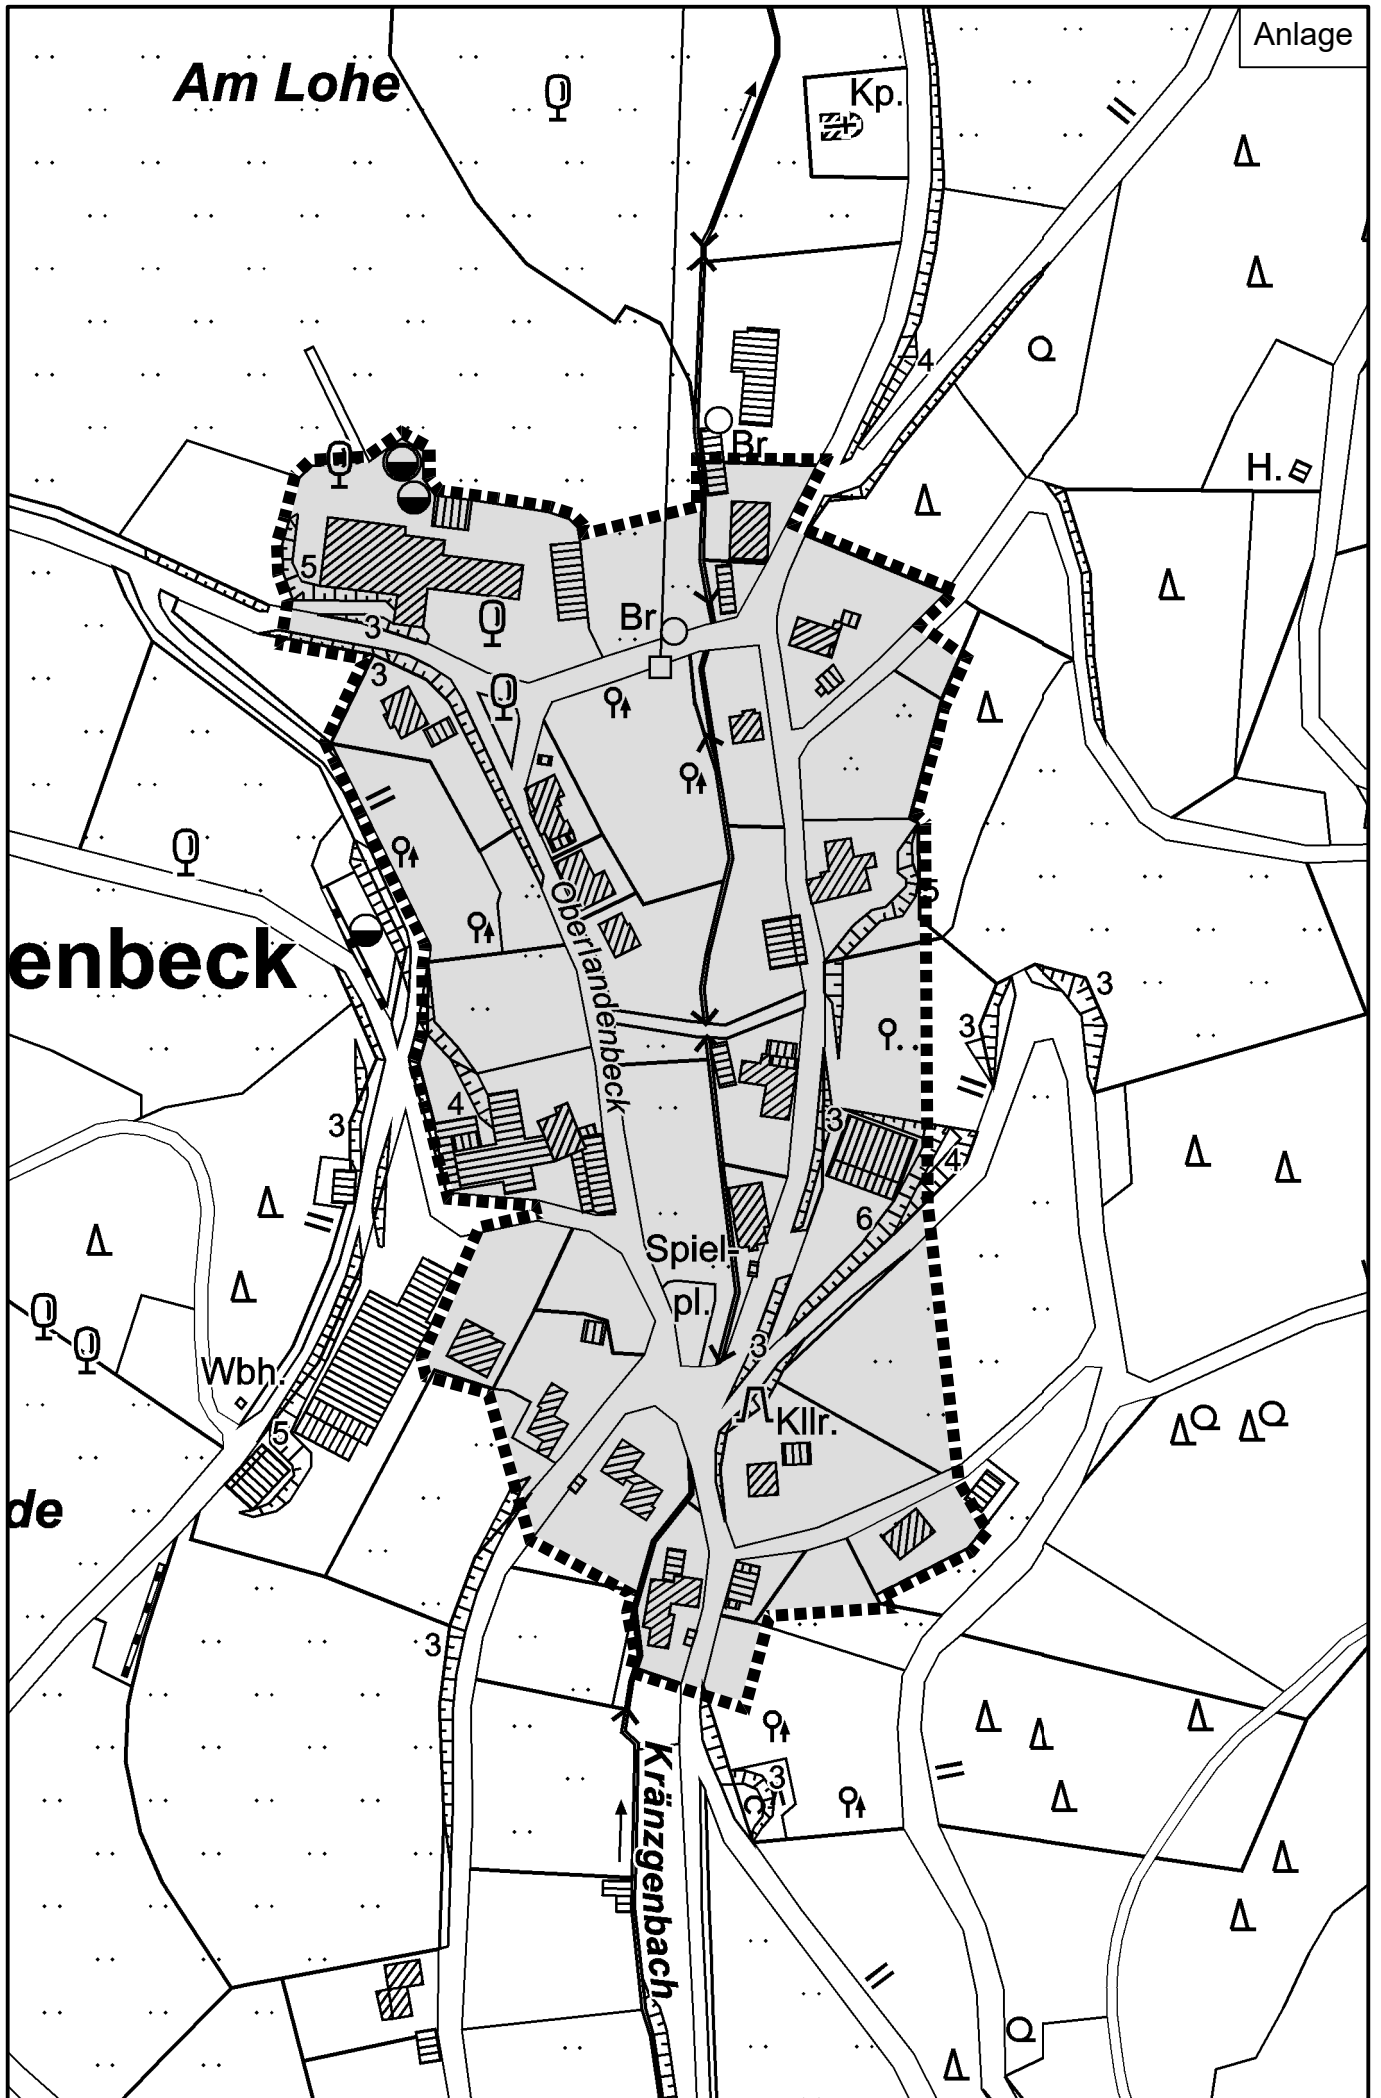 Anlage
Am Lohe
Kp.
4
Br
H.
5
Br
3
3
5
Oberlandenbeck
enbeck
3
3
4
3
3
4
6
Spiel-
pl.
3
Wbh.
Kllr.
5
de
3
3
Kränzgenbach